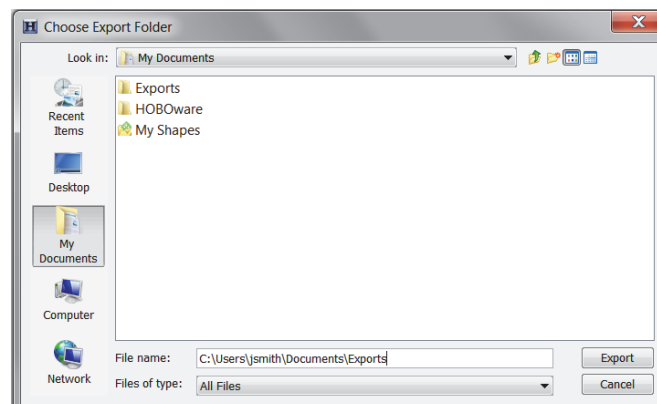 Choose Export Folder
Look in: My Documents
Exports
HOBOware
My Shapes
Recent
Items
Desktop
My
Documents
Computer
Network
File name: C:\Users\jsmith\Documents\Exports Export
Files of type: All Files Cancel